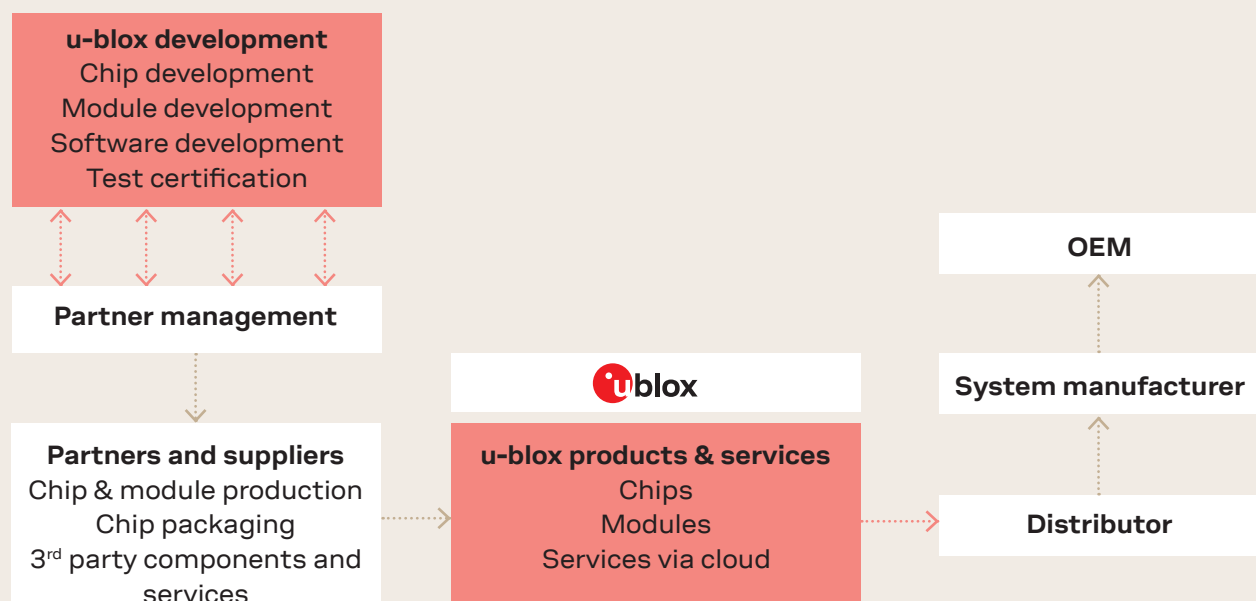 u-blox development
Chip development
Module development
Software development
Test certification
Partner management
Partners and suppliers
Chip & module production
Chip packaging
3rd party components and
services
ublox
u-blox products & services
Chips
Modules
Services via cloud
OEM
System manufacturer
Distributor